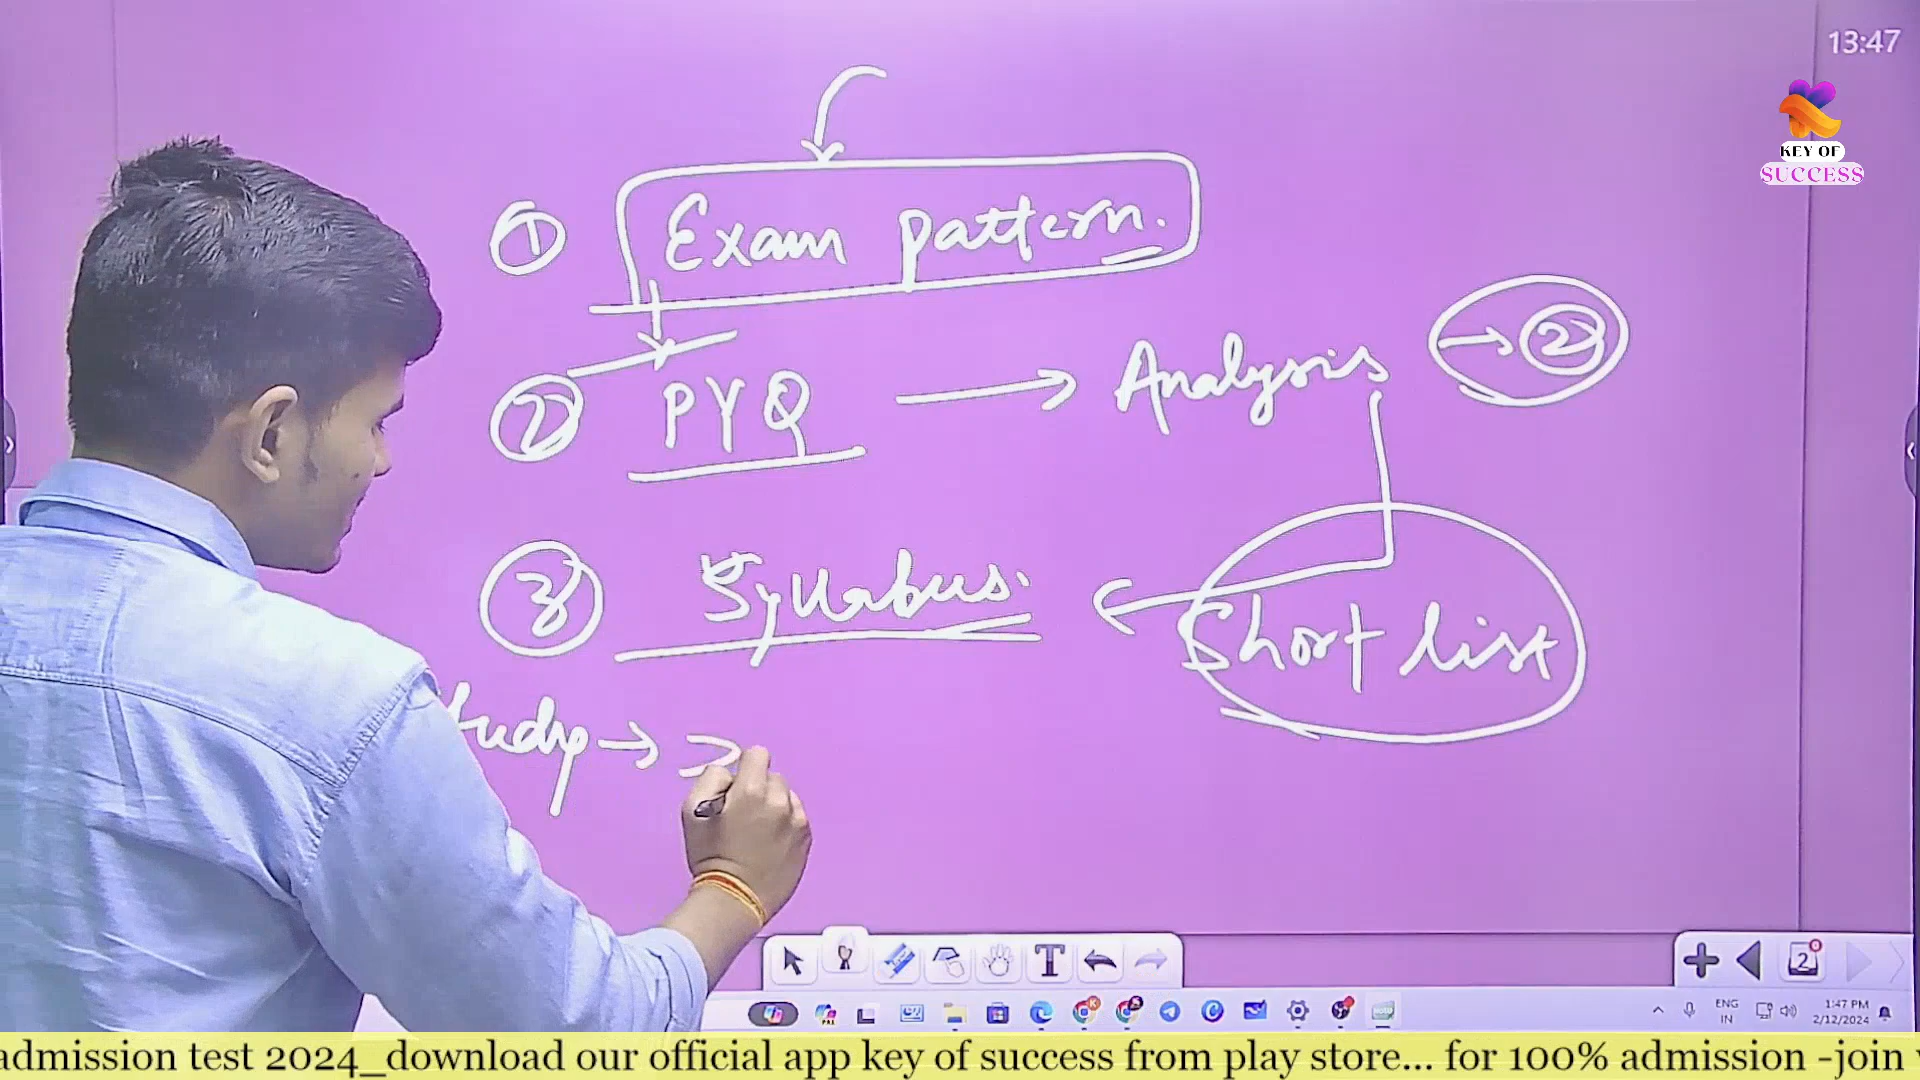 13:47
KEY OF
SUCCESS
① Exam pattern.
② PYQ → Analysis → ②
③ Syllabus.
Short list
tudy →
T
2
ENG
IN
1:47 PM
2/12/2024
admission test 2024_download our official app key of success from play store... for 100% admission -join